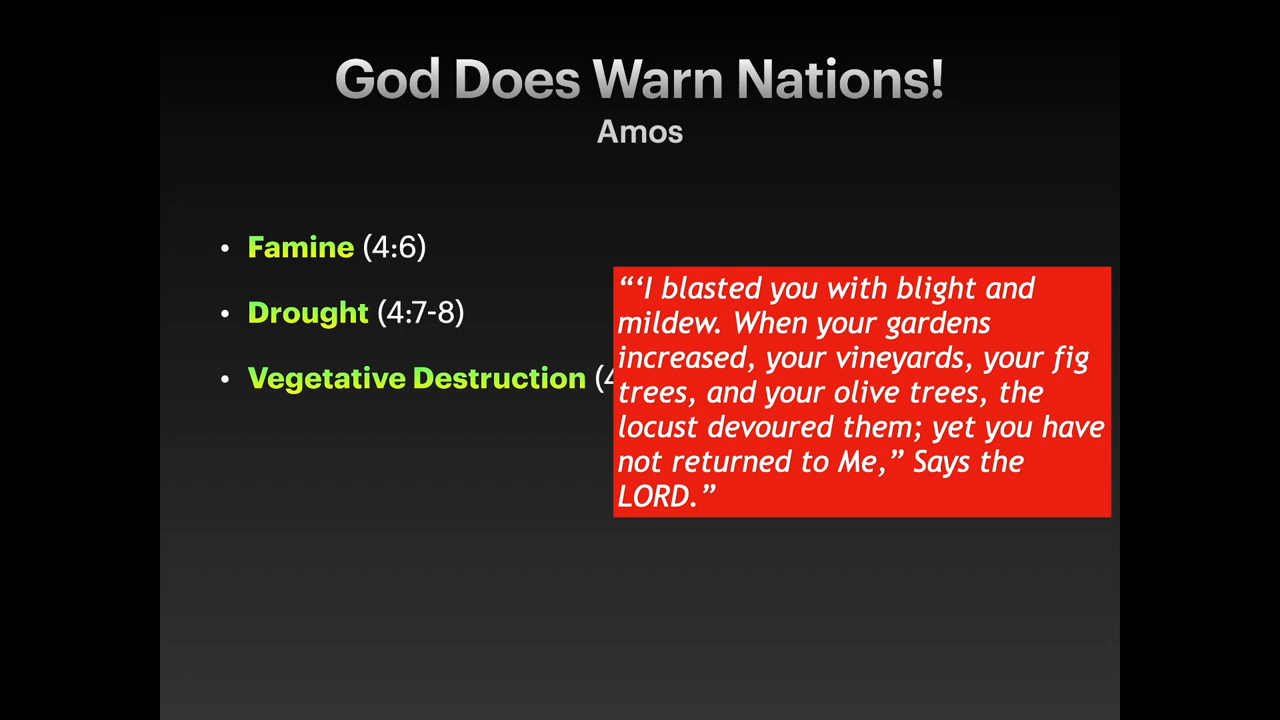 God Does Warn Nations!
Amos
• Famine (4:6)
• Drought (4:7-8)
• Vegetative Destruction (4
“‘I blasted you with blight and
mildew. When your gardens
increased, your vineyards, your fig
trees, and your olive trees, the
locust devoured them; yet you have
not returned to Me,” Says the
LORD.”